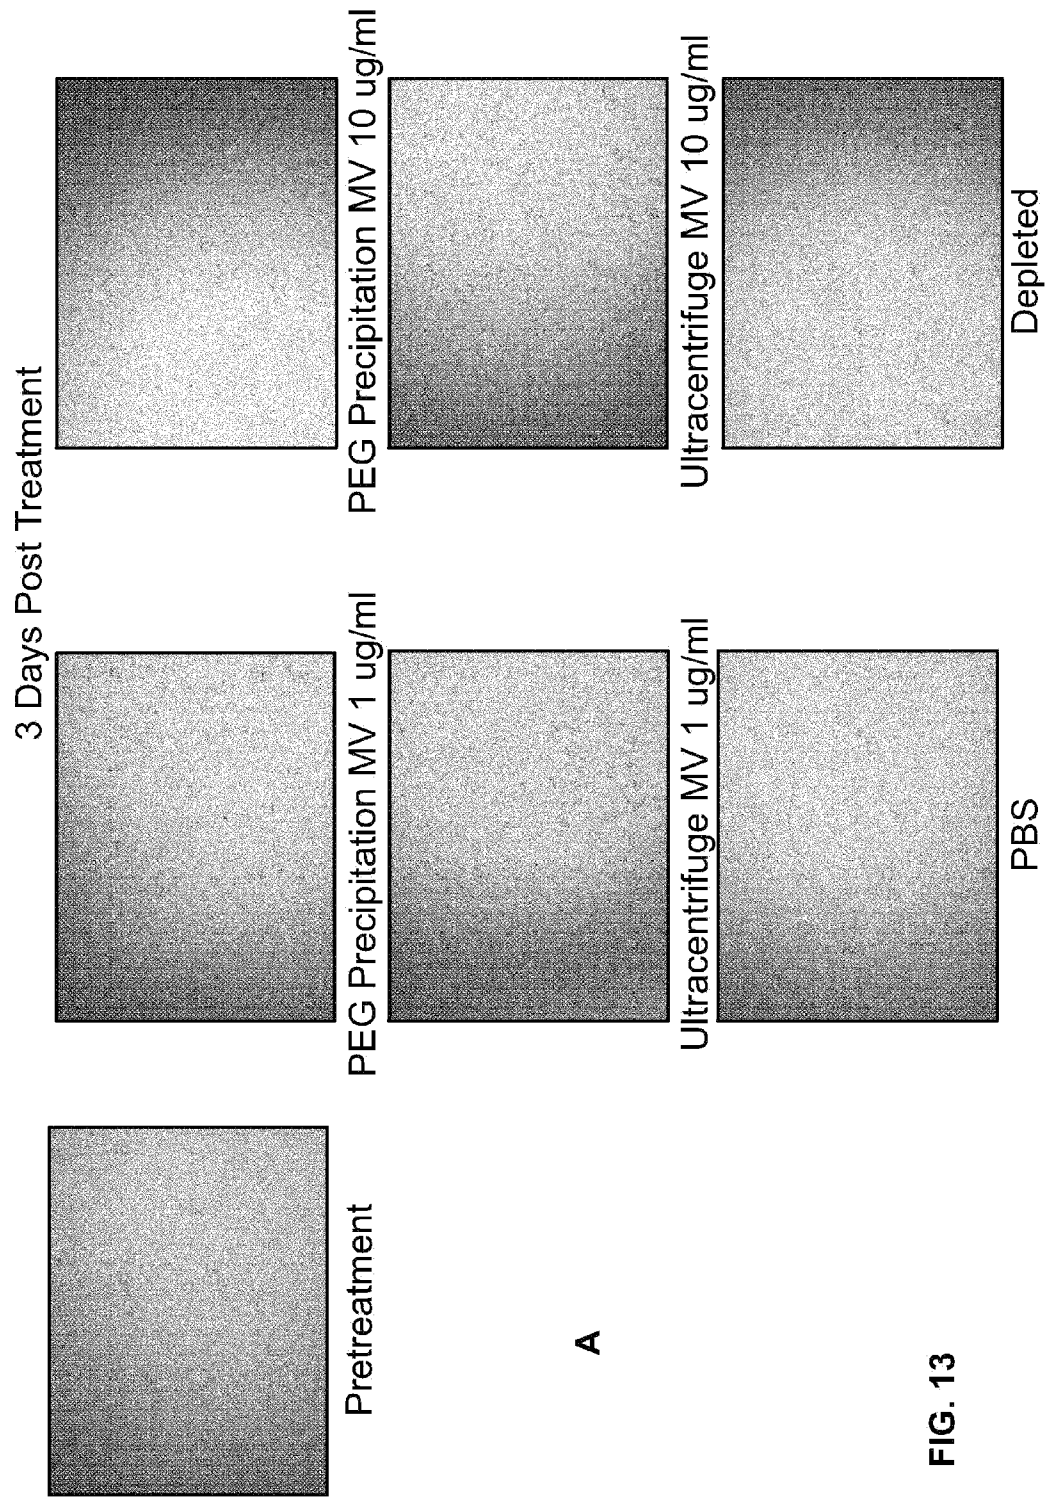 3 Days Post Treatment
Pretreatment
PEG Precipitation MV 1 ug/ml
PEG Precipitation MV 10 ug/ml
A
Ultracentrifuge MV 1 ug/ml
Ultracentrifuge MV 10 ug/ml
PBS
Depleted
FIG. 13